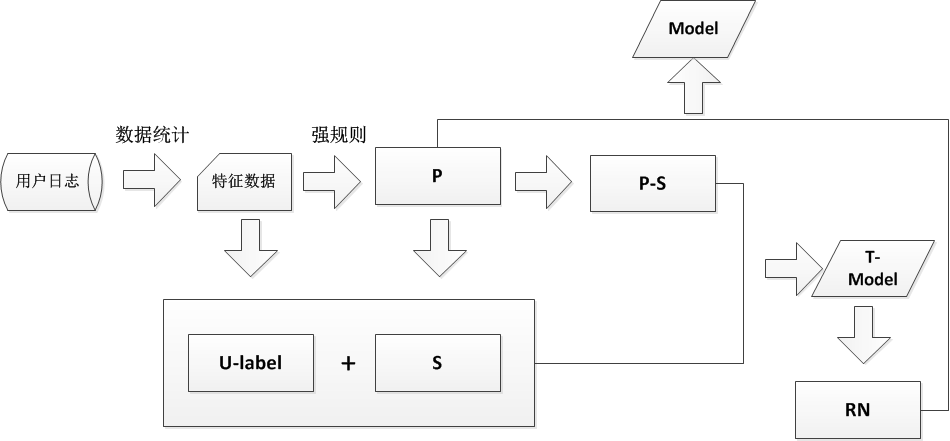 Model
数据统计
强规则
用户日志
特征数据
P
P-S
T-
Model
U-label
+
S
RN